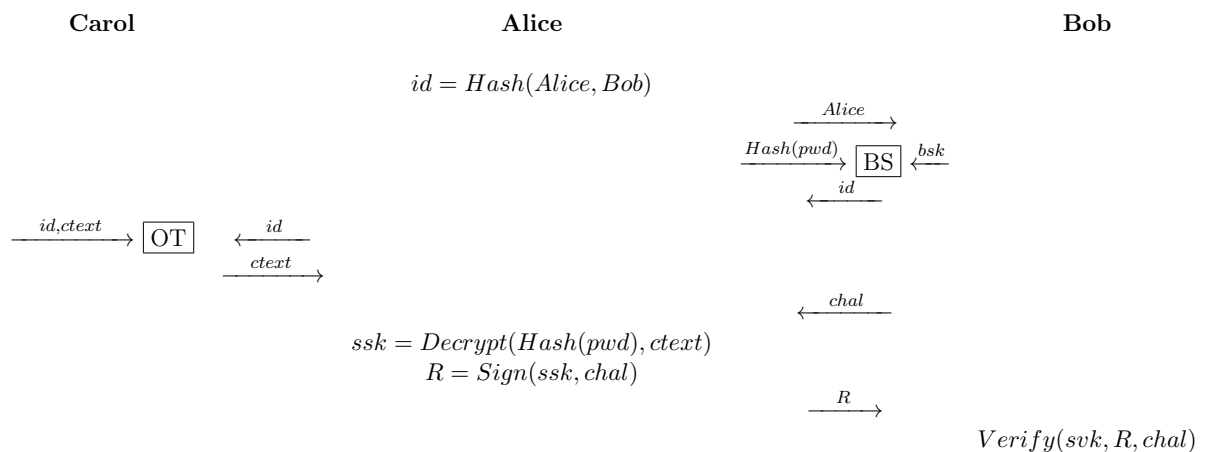 Carol Alice Bob
id = Hash(Alice, Bob)
Alice
Hash(pwd) BS bsk
id
id,ctext OT id
ctext
chal
ssk = Decrypt(Hash(pwd), ctext)
R = Sign(ssk, chal)
R
Verify(svk, R, chal)